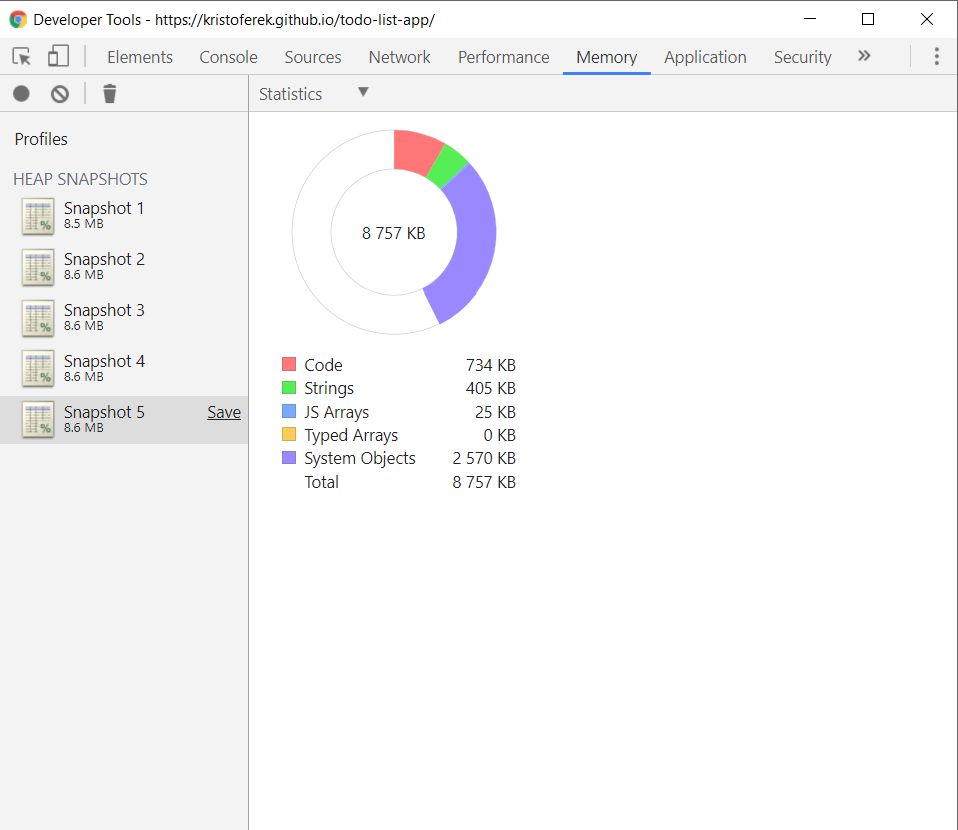 Developer Tools - https://kristoferek.github.io/todo-list-app/
Elements Console Sources Network Performance Memory Application Security »
Statistics ▼
Profiles
HEAP SNAPSHOTS
Snapshot 1
8.5 MB
Snapshot 2
8.6 MB
Snapshot 3
8.6 MB
Snapshot 4
8.6 MB
Snapshot 5 Save
8.6 MB
8 757 KB
Code 734 KB
Strings 405 KB
JS Arrays 25 KB
Typed Arrays 0 KB
System Objects 2 570 KB
Total 8 757 KB